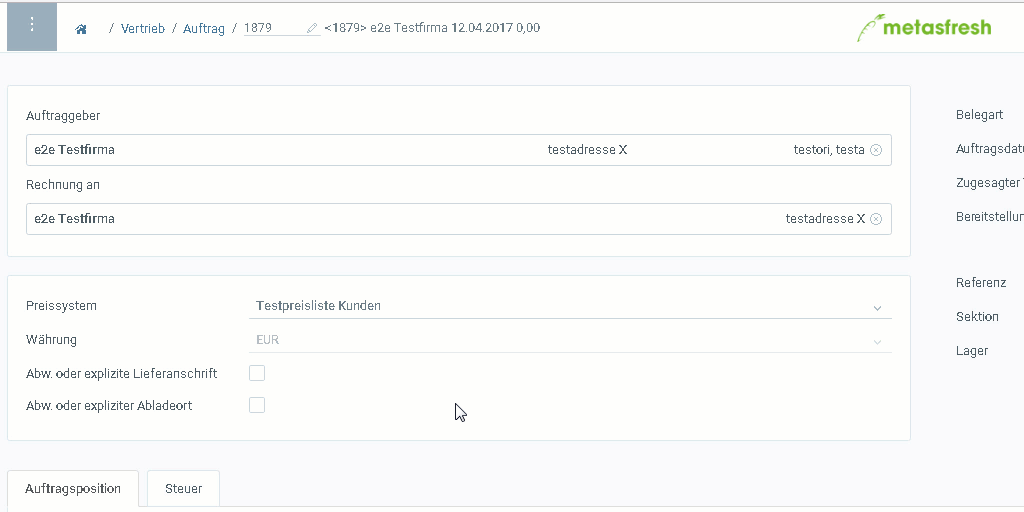 / Vertrieb / Auftrag / 1879 <1879> e2e Testfirma 12.04.2017 0,00
metasfresh
Auftraggeber
e2e Testfirma testadresse X testori, testa
Rechnung an
e2e Testfirma testadresse X
Belegart
Auftragsdat
Zugesagter
Bereitstellun
Preissystem Testpreisliste Kunden
Währung EUR
Abw. oder explizite Lieferanschrift
Abw. oder expliziter Abladeort
Referenz
Sektion
Lager
Auftragsposition Steuer